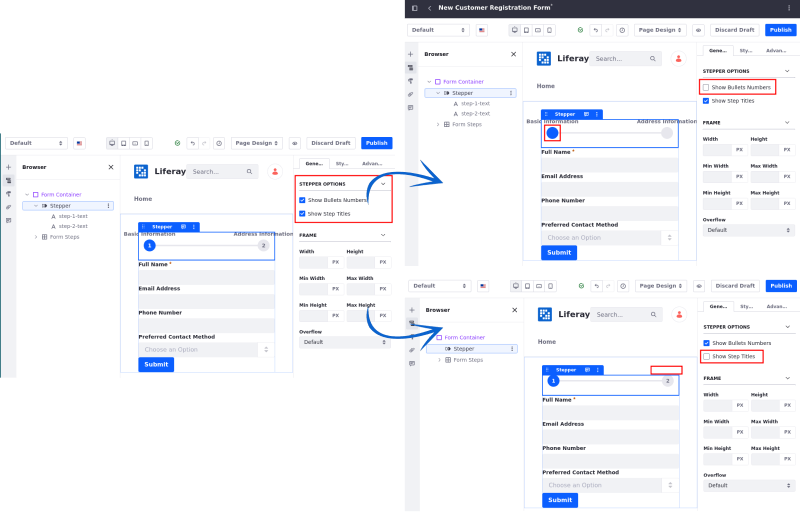 New Customer Registration Form*
Default
Page Design
Discard Draft
Publish
Browser
Form Container
Stepper
step-1-text
step-2-text
Form Steps
Liferay
Search...
Home
Stepper
Basic Information
Address Information
Full Name *
Email Address
Phone Number
Preferred Contact Method
Choose an Option
Submit
Gene...
Sty...
Advan...
STEPPER OPTIONS
Show Bullets Numbers
Show Step Titles
FRAME
Width
Height
PX
PX
Min Width
Max Width
PX
PX
Min Height
Max Height
PX
PX
Overflow
Default
Default
Page Design
Discard Draft
Publish
Browser
Form Container
Stepper
step-1-text
step-2-text
Form Steps
Liferay
Search...
Home
Stepper
Basic Information
Address Information
1
2
Full Name *
Email Address
Phone Number
Preferred Contact Method
Choose an Option
Submit
Gene...
Sty...
Advan...
STEPPER OPTIONS
Show Bullets Numbers
Show Step Titles
FRAME
Width
Height
PX
PX
Min Width
Max Width
PX
PX
Min Height
Max Height
PX
PX
Overflow
Default
Default
Page Design
Discard Draft
Publish
Browser
Form Container
Stepper
Form Steps
Liferay
Search...
Home
Stepper
1
2
Full Name *
Email Address
Phone Number
Preferred Contact Method
Choose an Option
Submit
Gene...
Sty...
Advan...
STEPPER OPTIONS
Show Bullets Numbers
Show Step Titles
FRAME
Width
Height
PX
PX
Min Width
Max Width
PX
PX
Min Height
Max Height
PX
PX
Overflow
Default